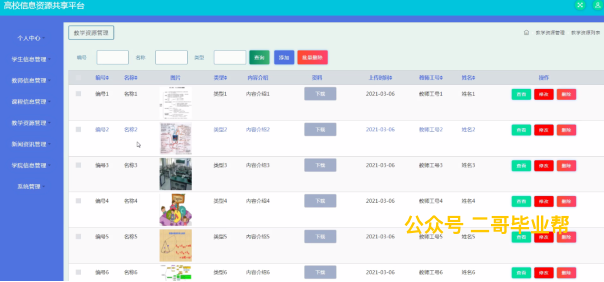 高校信息资源共享平台
教学资源管理
教学资源管理 教学资源列表
个人中心
学生信息管理
教师信息管理
课程信息管理
教学资源管理
新闻资讯管理
学院信息管理
系统管理
编号 名称 类型 查询 添加 批量删除
编号 名称 图片 类型 内容介绍 资料 上传时间 教师工号 姓名 操作
编号1 名称1 类型1 内容介绍1 下载 2021-03-06 教师工号1 姓名1 查看 修改 删除
编号2 名称2 类型2 内容介绍2 下载 2021-03-06 教师工号2 姓名2 查看 修改 删除
编号3 名称3 类型3 内容介绍3 下载 2021-03-06 教师工号3 姓名3 查看 修改 删除
编号4 名称4 类型4 内容介绍4 下载 2021-03-06 教师工号4 姓名4 查看 修改 删除
公众号 二哥毕业帮
编号5 名称5 类型5 内容介绍5 下载 2021-03-06 教师工号5 姓名5 查看 修改 删除
编号6 名称6 类型6 内容介绍6 下载 2021-03-06 教师工号6 姓名6 查看 修改 删除